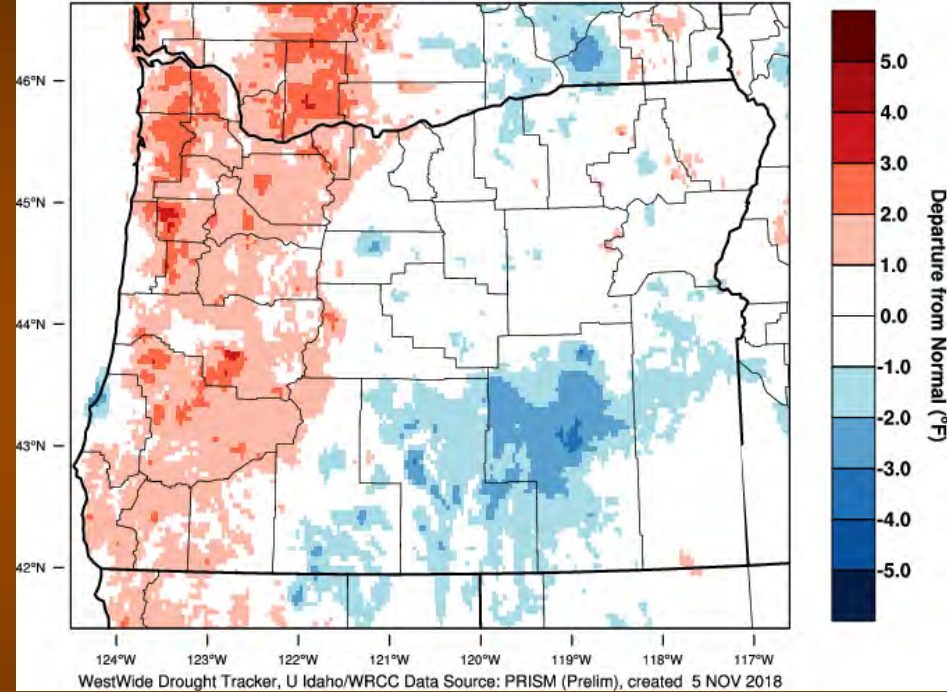 46°N
45°N
44°N
43°N
42°N
124°W 123°W 122°W 121°W 120°W 119°W 118°W 117°W
5.0
4.0
3.0
2.0
1.0
0.0
-1.0
-2.0
-3.0
-4.0
-5.0
Departure from Normal (°F)
WestWide Drought Tracker, U Idaho/WRCC Data Source: PRISM (Prelim), created 5 NOV 2018